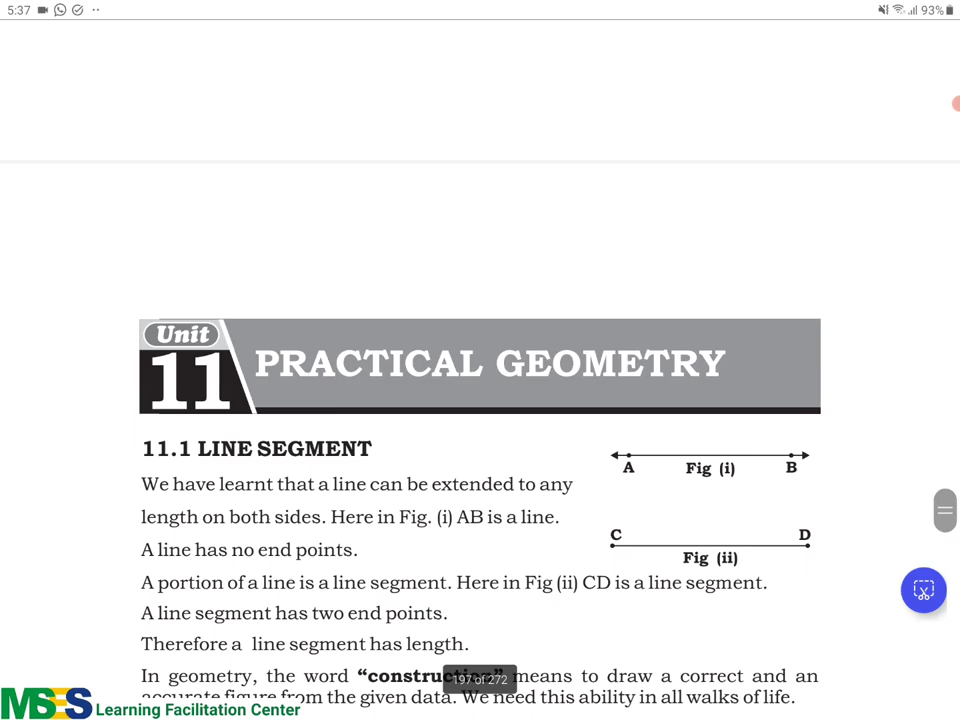 5:37
93%
Unit
11
PRACTICAL GEOMETRY
11.1 LINE SEGMENT
A Fig (i) B
We have learnt that a line can be extended to any
length on both sides. Here in Fig. (i) AB is a line.
C D
Fig (ii)
A line has no end points.
A portion of a line is a line segment. Here in Fig (ii) CD is a line segment.
A line segment has two end points.
Therefore a line segment has length.
In geometry, the word “construction” means to draw a correct and an
197 of 272
accurate figure from the given data. We need this ability in all walks of life.
MSES Learning Facilitation Center